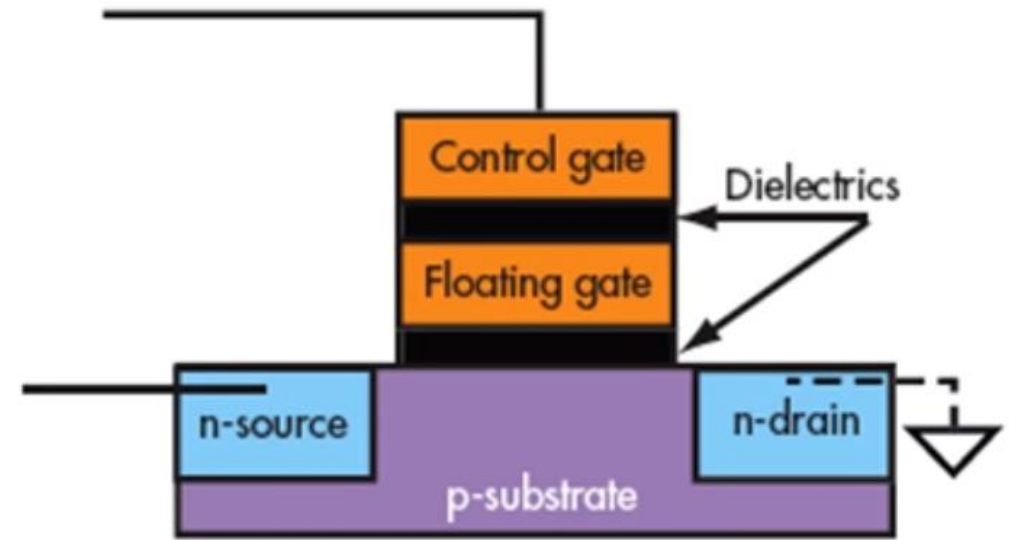 Control gate
Dielectrics
Floating gate
n-source
n-drain
p-substrate